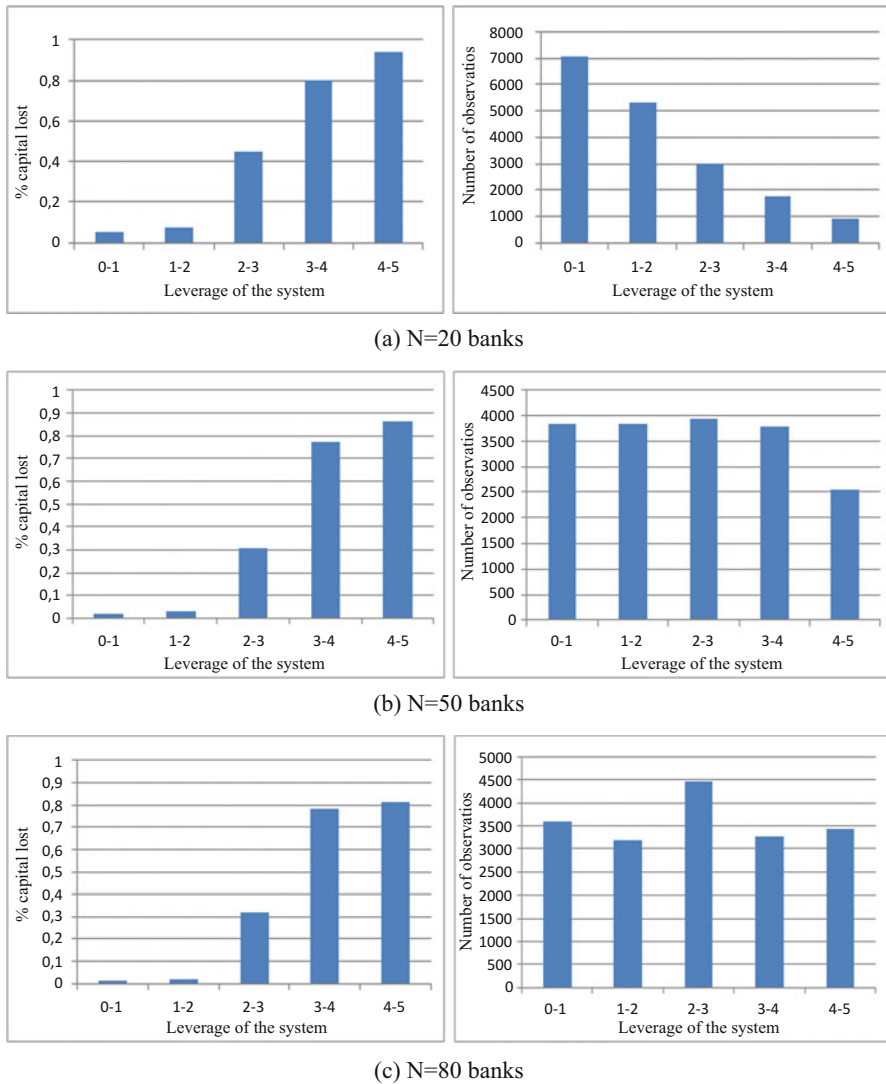 % capital lost
1
0,8
0,6
0,4
0,2
0
0-1 1-2 2-3 3-4 4-5
Leverage of the system
Number of observatios
8000
7000
6000
5000
4000
3000
2000
1000
0
0-1 1-2 2-3 3-4 4-5
Leverage of the system
(a) N=20 banks
% capital lost
1
0,9
0,8
0,7
0,6
0,5
0,4
0,3
0,2
0,1
0
0-1 1-2 2-3 3-4 4-5
Leverage of the system
Number of observatios
4500
4000
3500
3000
2500
2000
1500
1000
500
0
0-1 1-2 2-3 3-4 4-5
Leverage of the system
(b) N=50 banks
% capital lost
1
0,9
0,8
0,7
0,6
0,5
0,4
0,3
0,2
0,1
0
0-1 1-2 2-3 3-4 4-5
Leverage of the system
Number of observatios
5000
4500
4000
3500
3000
2500
2000
1500
1000
500
0
0-1 1-2 2-3 3-4 4-5
Leverage of the system
(c) N=80 banks